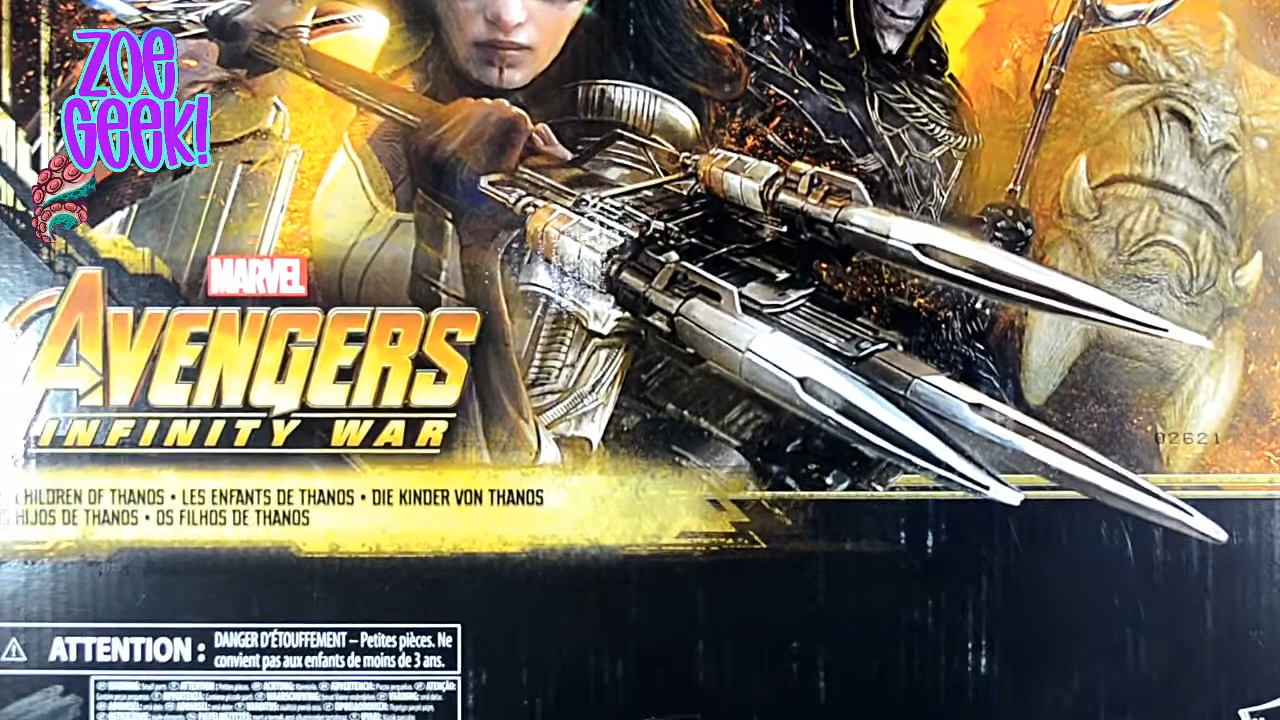 ZOE
GEEK!
MARVEL
AVENGERS
INFINITY WAR
CHILDREN OF THANOS • LES ENFANTS DE THANOS • DIE KINDER VON THANOS
HIJOS DE THANOS • OS FILHOS DE THANOS
02621
ATTENTION : DANGER D'ÉTOUFFEMENT – Petites pièces. Ne
convient pas aux enfants de moins de 3 ans.